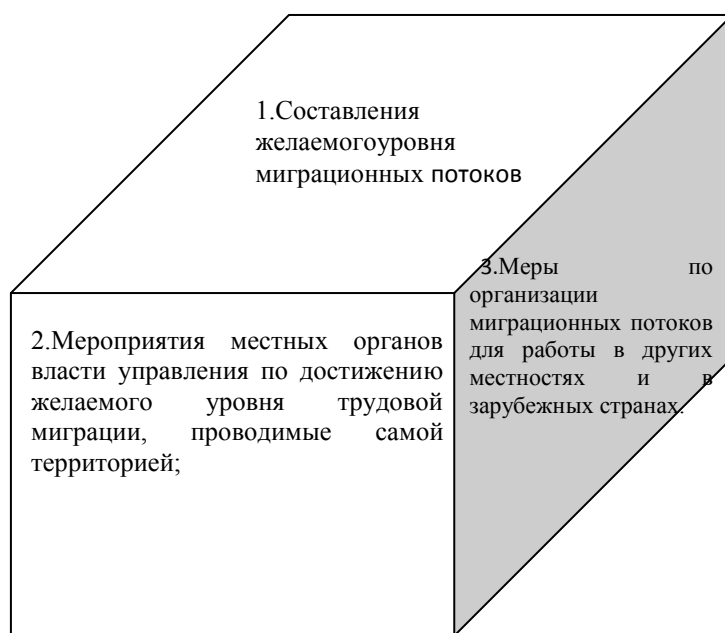 1.Составления
желаемогоуровня
миграционных потоков
2.Мероприятия местных органов
власти управления по достижению
желаемого уровня трудовой
миграции, проводимые самой
территорией;
3.Меры по
организации
миграционных потоков
для работы в других
местностях и в
зарубежных странах.